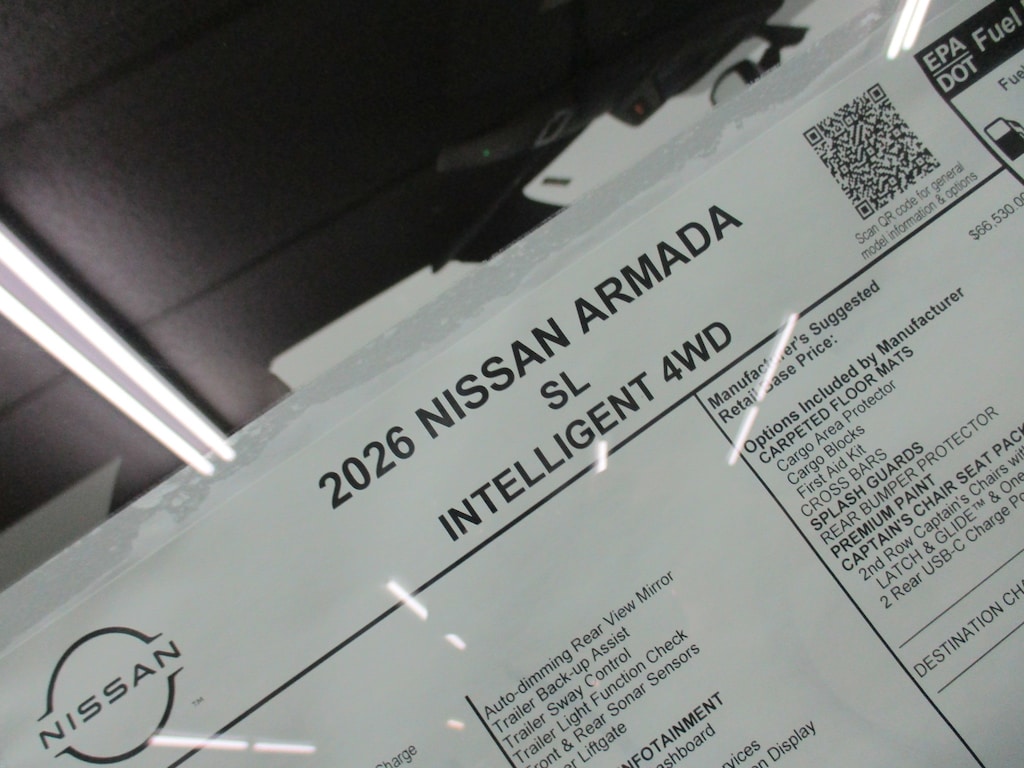 2026 NISSAN ARMADA
SL
INTELLIGENT 4WD
NISSAN
TM
EPA
DOT
Fuel
Fuel
Scan QR code for general
model information & options
Manufacturer's Suggested
Retail Base Price:
$66,530.00
Options Included by Manufacturer
CARPETED FLOOR MATS
Cargo Area Protector
Cargo Blocks
First Aid Kit
CROSS BARS
SPLASH GUARDS
REAR BUMPER PROTECTOR
PREMIUM PAINT
CAPTAIN'S CHAIR SEAT PACK
2nd Row Captain's Chairs with
LATCH & GLIDE™ & One
2 Rear USB-C Charge Po
DESTINATION CHA
Charge
Auto-dimming Rear View Mirror
Trailer Back-up Assist
Trailer Sway Control
Trailer Light Function Check
Front & Rear Sonar Sensors
Liftgate
INFOTAINMENT
ashboard
vices
Display